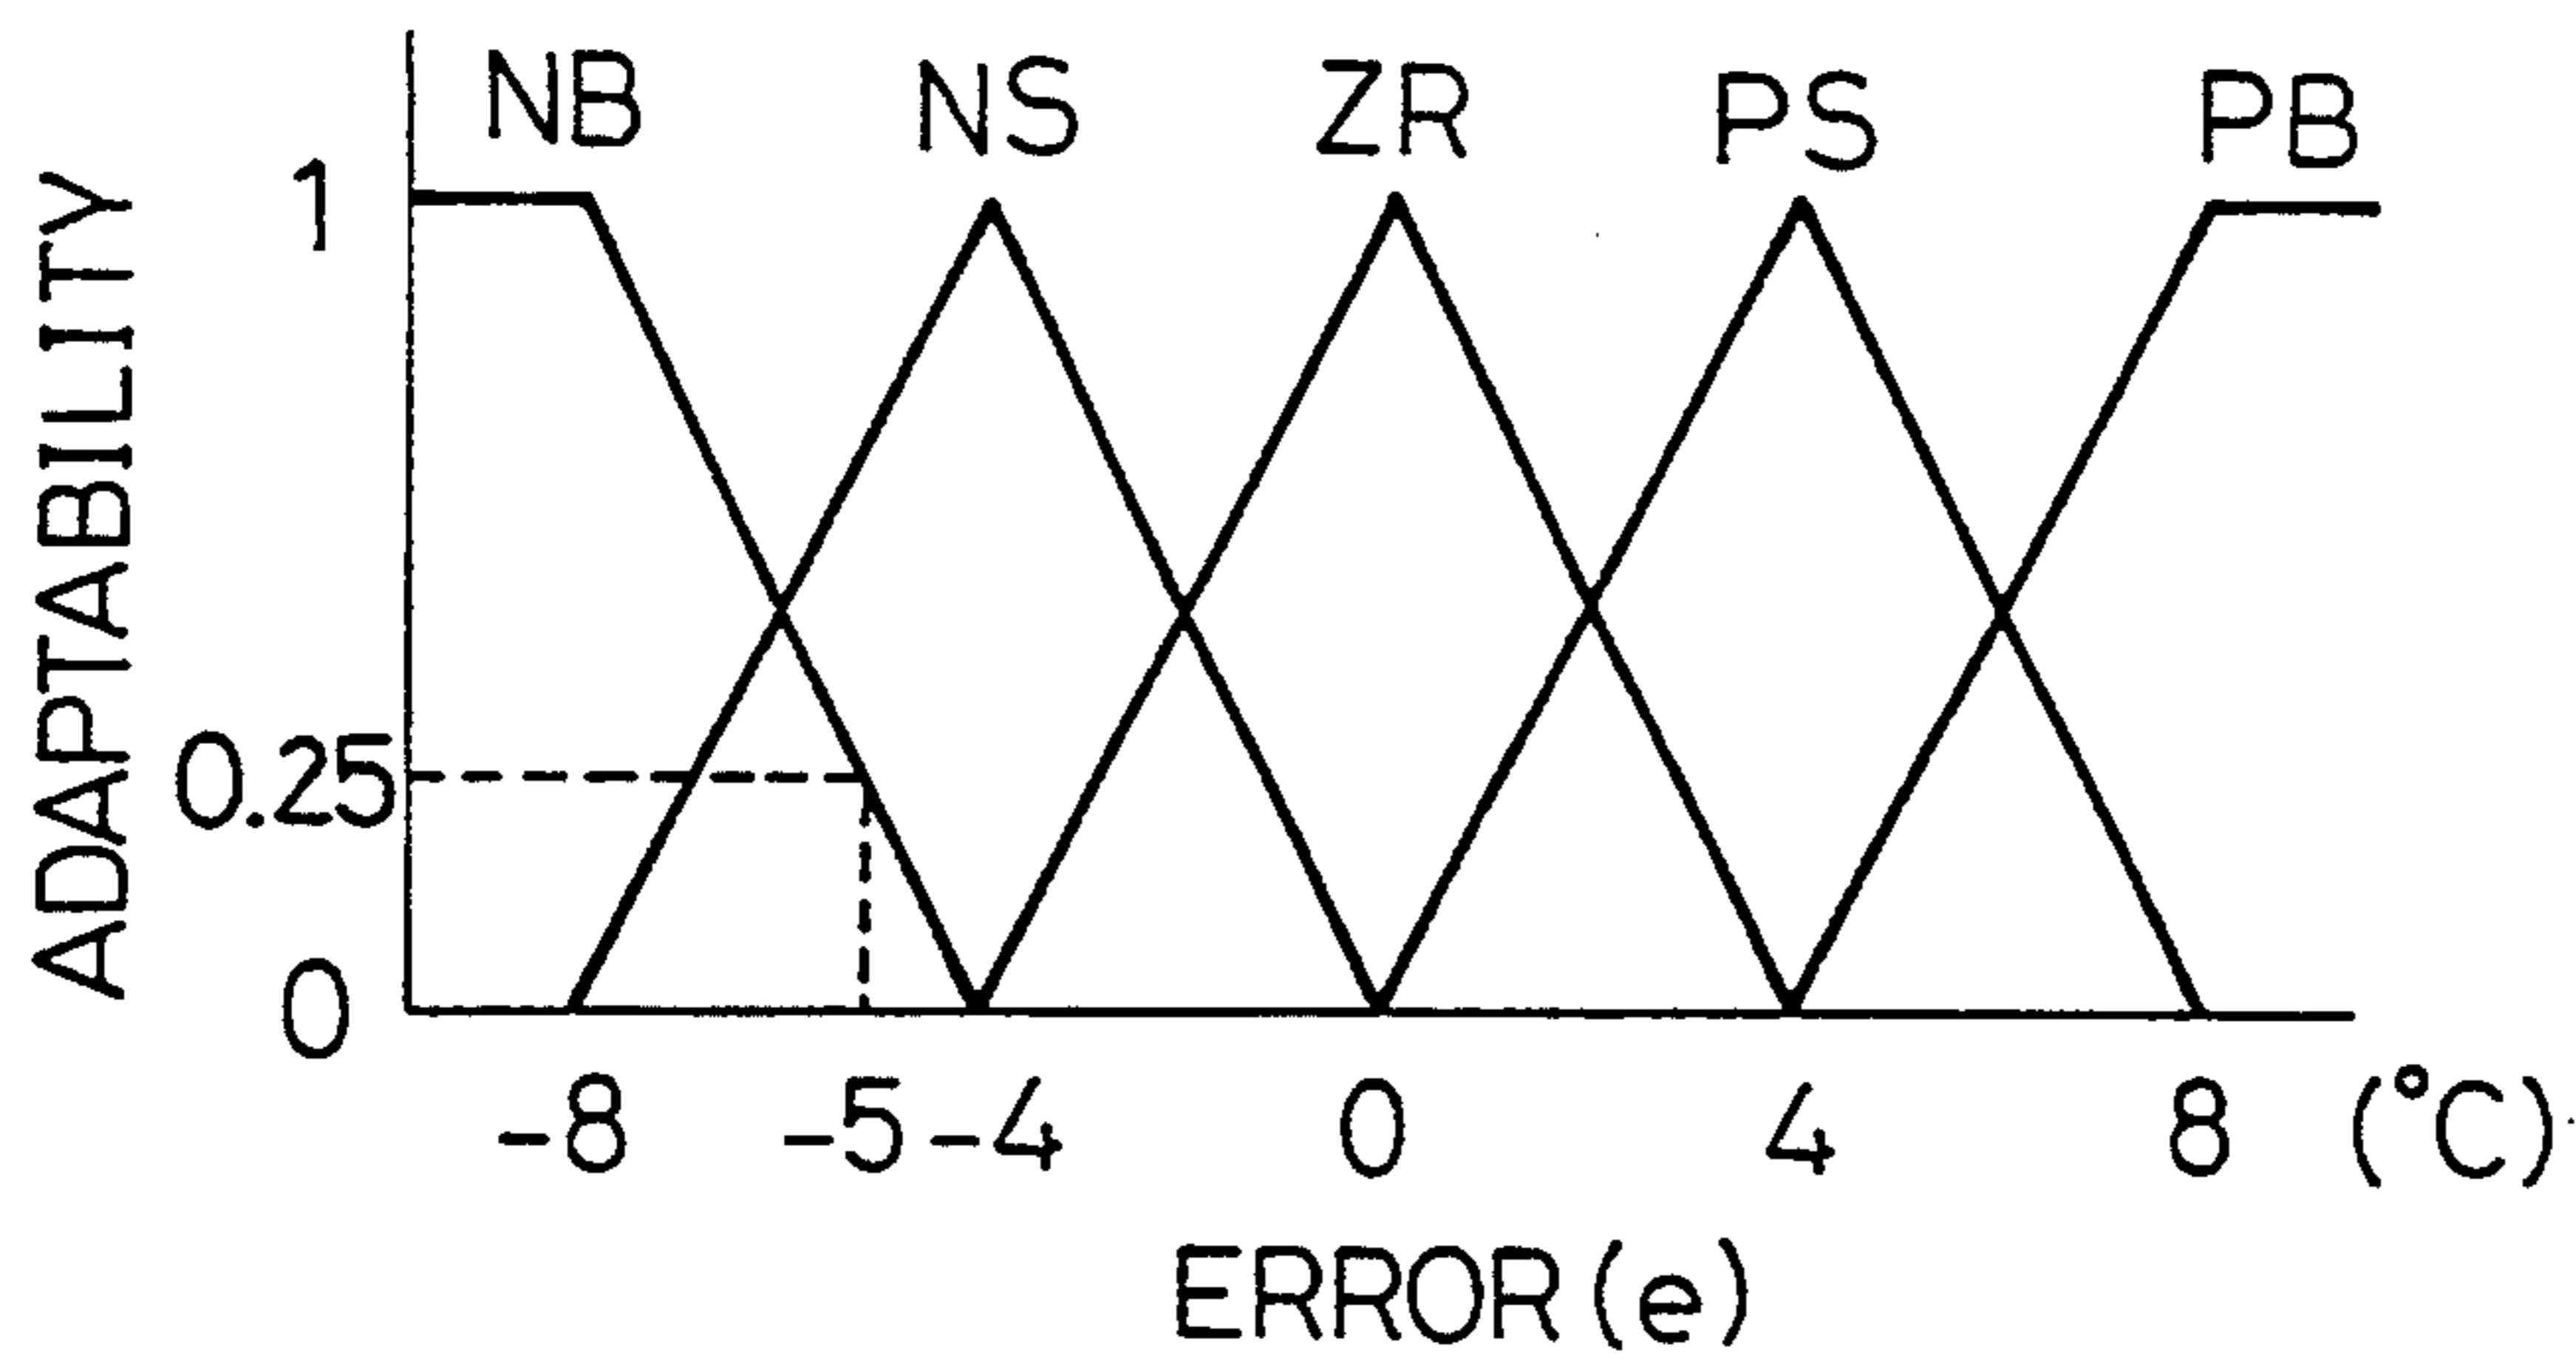 NB NS ZR PS PB
1
ADAPTABILITY
0.25
0
-8 -5 -4 0 4 8 (°C)
ERROR(e)